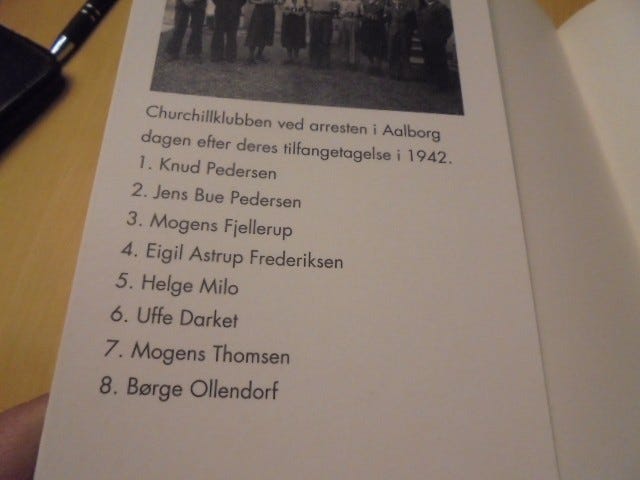 Churchillklubben ved arresten i Aalborg
dagen efter deres tilfangetagelse i 1942.
1. Knud Pedersen
2. Jens Bue Pedersen
3. Mogens Fjellerup
4. Eigil Astrup Frederiksen
5. Helge Milo
6. Uffe Darket
7. Mogens Thomsen
8. Børge Ollendorf